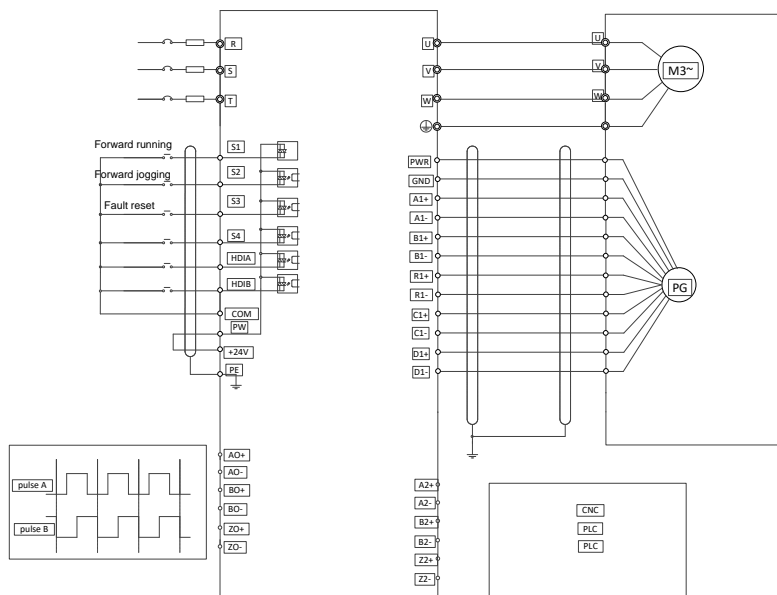 R
S
T
U
V
W
U
V
W
M3~
Forward running
Forward jogging
Fault reset
S1
S2
S3
S4
HDIA
HDIB
COM
PW
+24V
PE
PWR
GND
A1+
A1-
B1+
B1-
R1+
R1-
C1+
C1-
D1+
D1-
PG
pulse A
pulse B
AO+
AO-
BO+
BO-
ZO+
ZO-
A2+
A2-
B2+
B2-
Z2+
Z2-
CNC
PLC
PLC